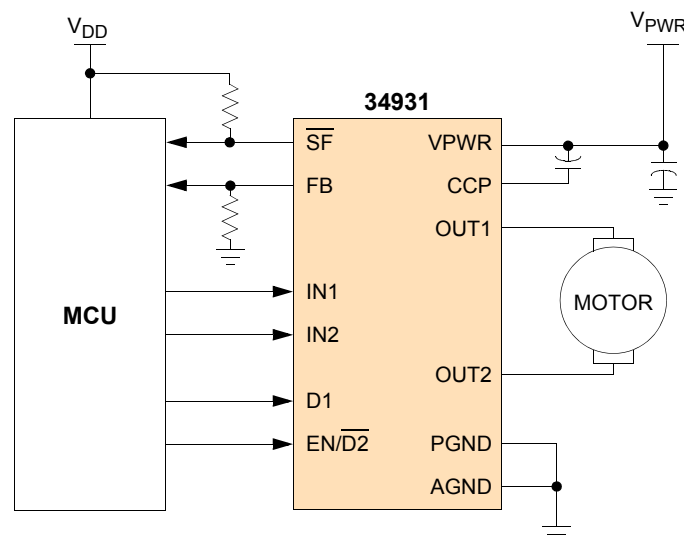 VDD
VPWR
34931
SF
VPWR
FB
CCP
OUT1
MCU
IN1
MOTOR
IN2
OUT2
D1
EN/D2
PGND
AGND